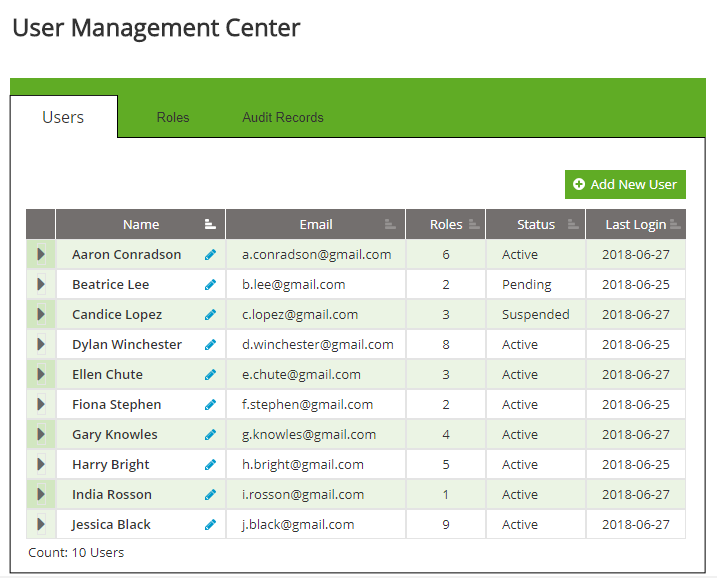 User Management Center
Users Roles Audit Records
Add New User
Name Email Roles Status Last Login
Aaron Conradson a.conradson@gmail.com 6 Active 2018-06-27
Beatrice Lee b.lee@gmail.com 2 Pending 2018-06-25
Candice Lopez c.lopez@gmail.com 3 Suspended 2018-06-27
Dylan Winchester d.winchester@gmail.com 8 Active 2018-06-25
Ellen Chute e.chute@gmail.com 3 Active 2018-06-27
Fiona Stephen f.stephen@gmail.com 2 Active 2018-06-25
Gary Knowles g.knowles@gmail.com 4 Active 2018-06-27
Harry Bright h.bright@gmail.com 5 Active 2018-06-25
India Rosson i.rosson@gmail.com 1 Active 2018-06-27
Jessica Black j.black@gmail.com 9 Active 2018-06-27
Count: 10 Users